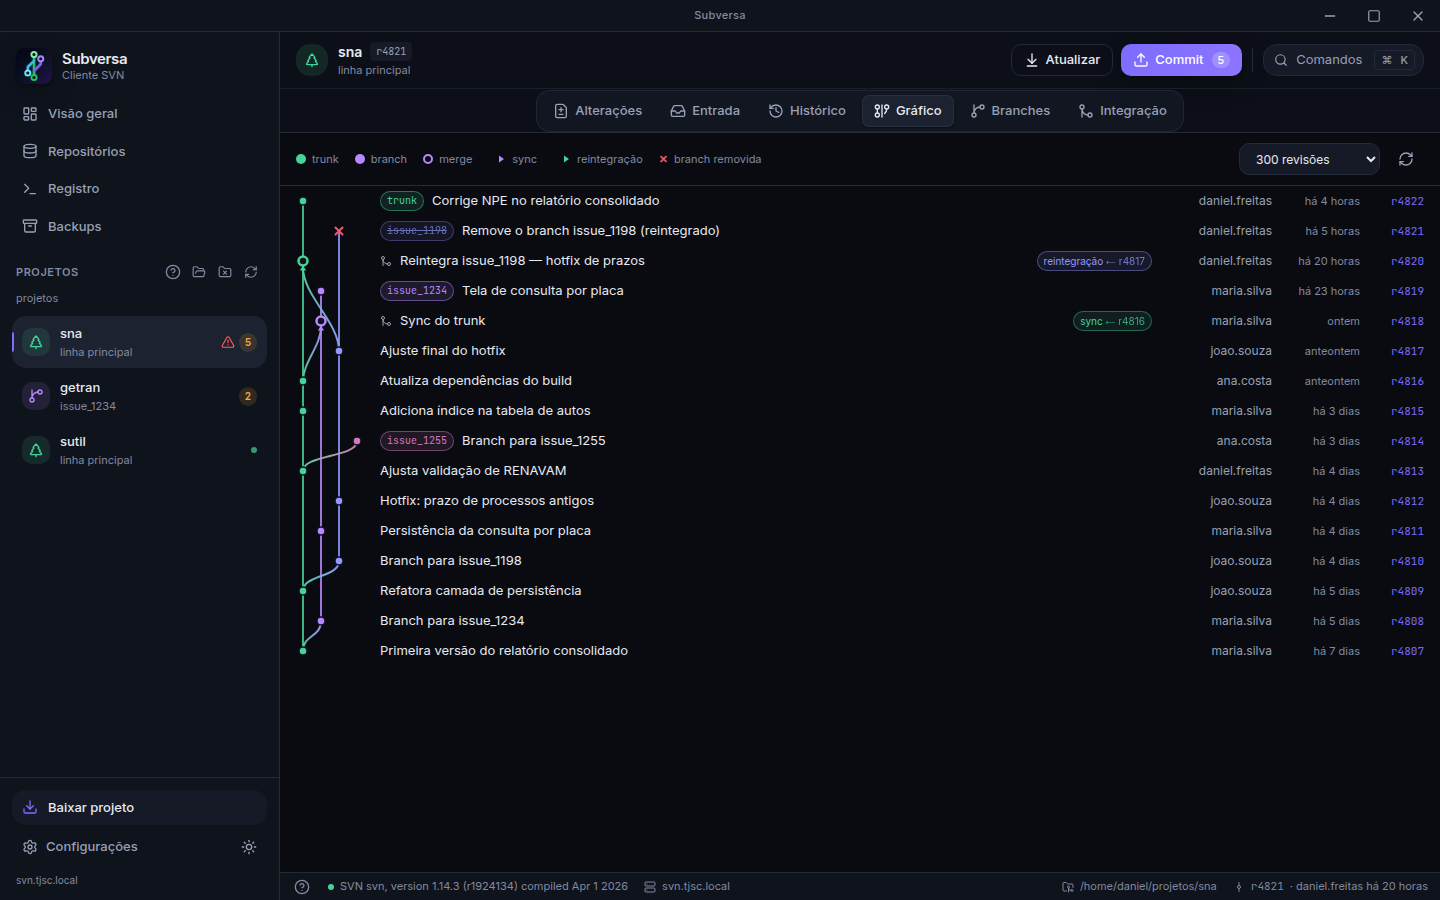 Subversa
Subversa
Cliente SVN
Visão geral
Repositórios
Registro
Backups
PROJETOS
projetos
sna
linha principal
5
getran
issue_1234
2
sutil
linha principal
Baixar projeto
Configurações
svn.tjsc.local
sna r4821
linha principal
Atualizar
Commit 5
Comandos ⌘ K
Alterações Entrada Histórico Gráfico Branches Integração
trunk branch merge sync reintegração branch removida
300 revisões
trunk Corrige NPE no relatório consolidado daniel.freitas há 4 horas r4822
issue_1198 Remove o branch issue_1198 (reintegrado) daniel.freitas há 5 horas r4821
Reintegra issue_1198 — hotfix de prazos reintegração ← r4817 daniel.freitas há 20 horas r4820
issue_1234 Tela de consulta por placa maria.silva há 23 horas r4819
Sync do trunk sync ← r4816 maria.silva ontem r4818
Ajuste final do hotfix joao.souza anteontem r4817
Atualiza dependências do build ana.costa anteontem r4816
Adiciona índice na tabela de autos maria.silva há 3 dias r4815
issue_1255 Branch para issue_1255 ana.costa há 3 dias r4814
Ajusta validação de RENAVAM daniel.freitas há 4 dias r4813
Hotfix: prazo de processos antigos joao.souza há 4 dias r4812
Persistência da consulta por placa maria.silva há 4 dias r4811
Branch para issue_1198 joao.souza há 4 dias r4810
Refatora camada de persistência joao.souza há 5 dias r4809
Branch para issue_1234 maria.silva há 5 dias r4808
Primeira versão do relatório consolidado maria.silva há 7 dias r4807
SVN svn, version 1.14.3 (r1924134) compiled Apr 1 2026 svn.tjsc.local /home/daniel/projetos/sna r4821 · daniel.freitas há 20 horas